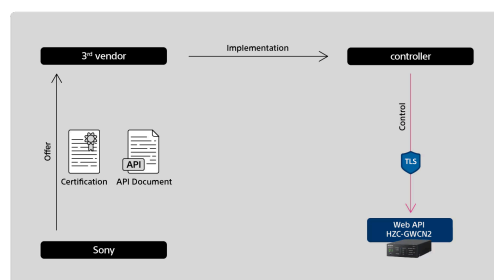 3rd vendor
Implementation
controller
Offer
Control
API
TLS
Certification
API Document
Sony
Web API
HZC-GWCN2